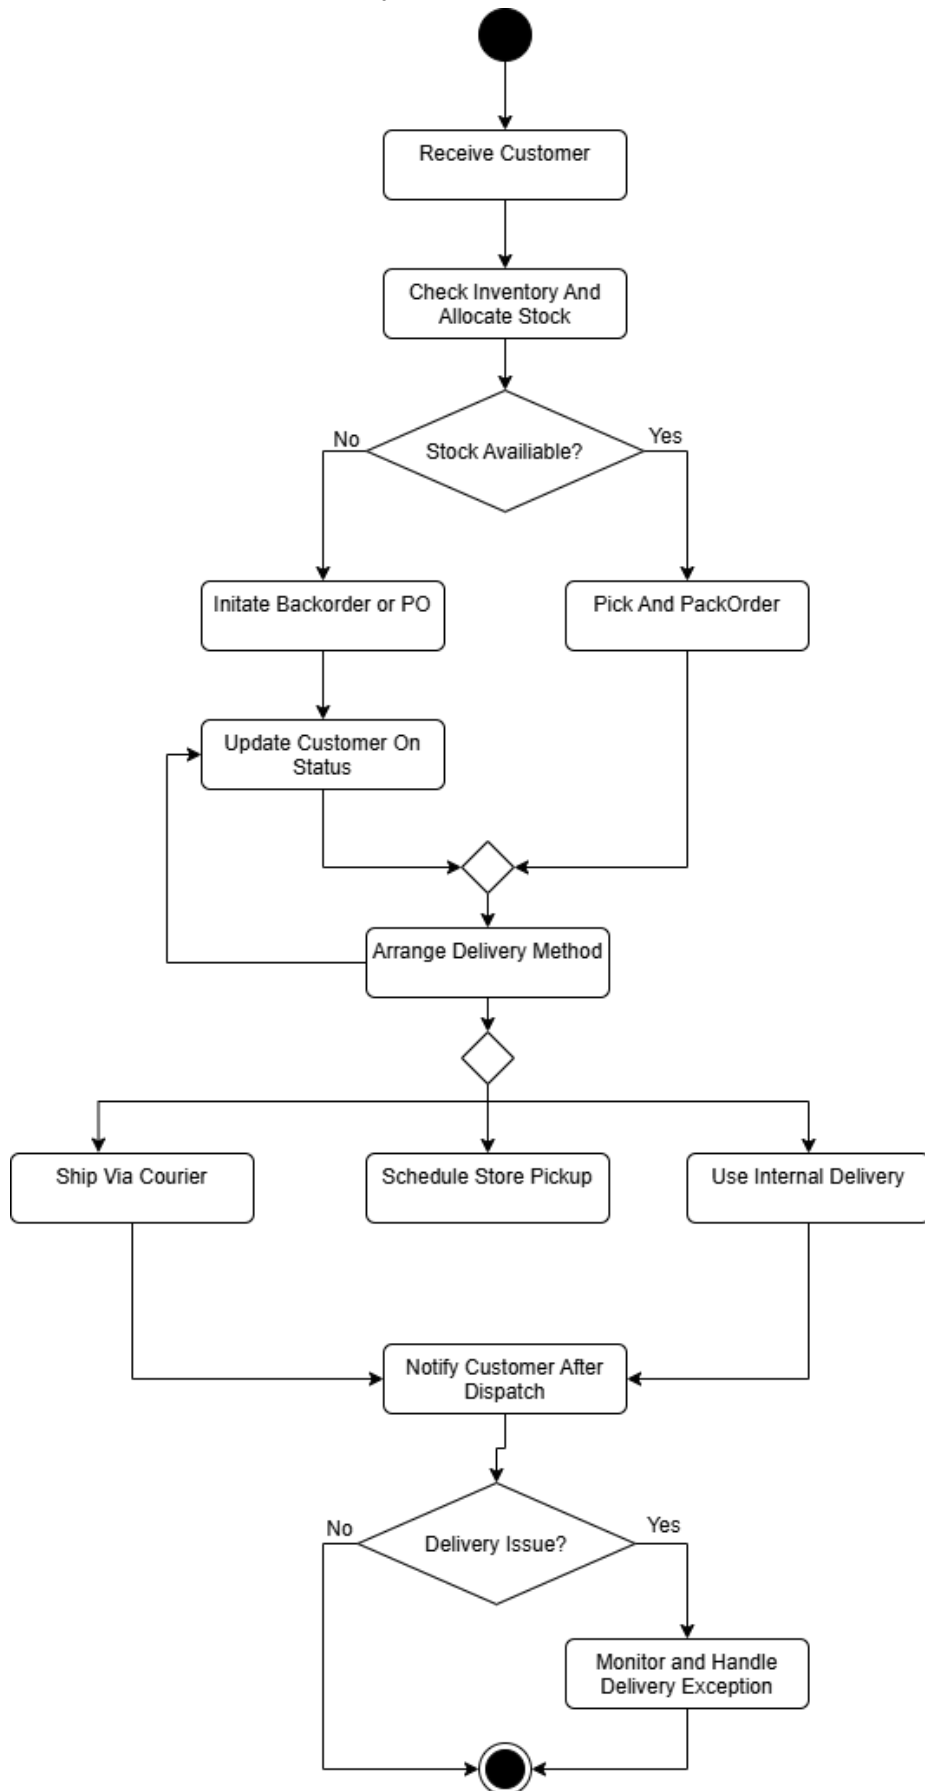 Receive Customer
Check Inventory And
Allocate Stock
No
Stock Availiable?
Yes
Initate Backorder or PO
Pick And PackOrder
Update Customer On
Status
Arrange Delivery Method
Ship Via Courier
Schedule Store Pickup
Use Internal Delivery
Notify Customer After
Dispatch
No
Delivery Issue?
Yes
Monitor and Handle
Delivery Exception